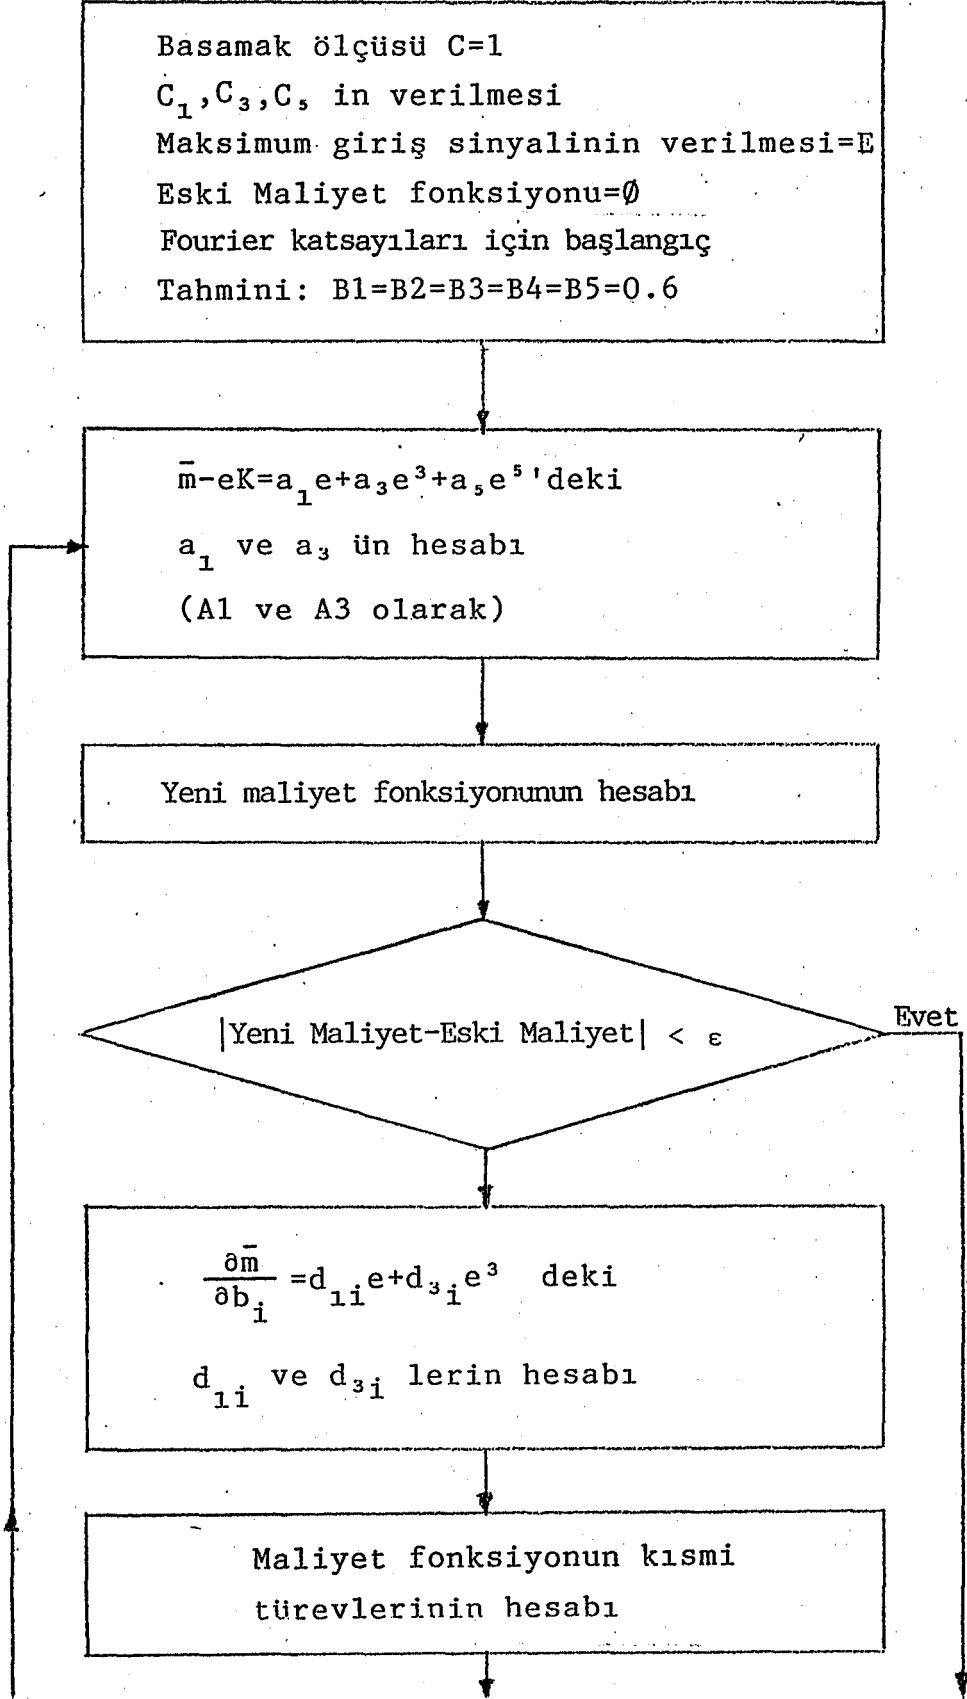 Basamak ölçüsü C=1
C₁,C₃,C₅ in verilmesi
Maksimum giriş sinyalinin verilmesi=E
Eski Maliyet fonksiyonu=Ø
Fourier katsayıları için başlangıç
Tahmini: B1=B2=B3=B4=B5=0.6
m̄-eK=a₁e+a₃e³+a₅e⁵'deki
a₁ ve a₃ ün hesabı
(A1 ve A3 olarak)
Yeni maliyet fonksiyonunun hesabı
|Yeni Maliyet-Eski Maliyet| < ε
Evet
∂m̄/∂bᵢ =d₁ᵢe+d₃ᵢe³ deki
d₁ᵢ ve d₃ᵢ lerin hesabı
Maliyet fonksiyonun kısmi
türevlerinin hesabı